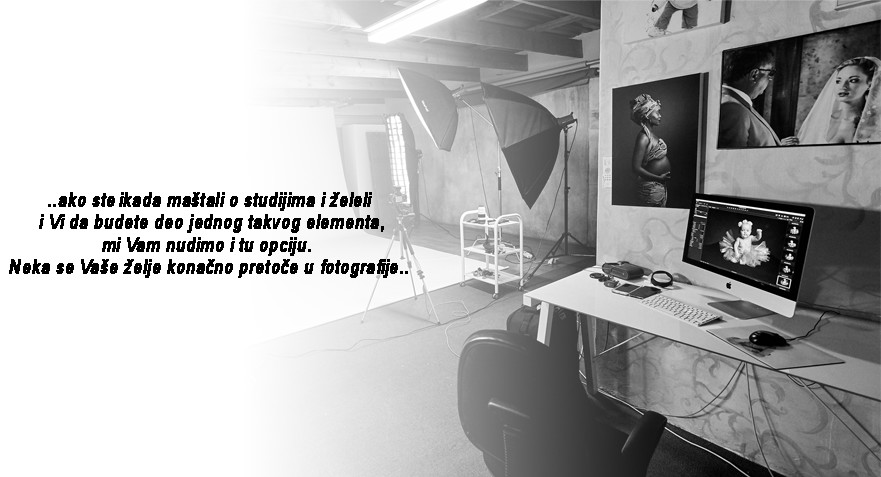 ..ako ste ikada maštali o studijima i želeli
i Vi da budete deo jednog takvog elementa,
mi Vam nudimo i tu opciju.
Neka se Vaše želje konačno pretoče u fotografije..